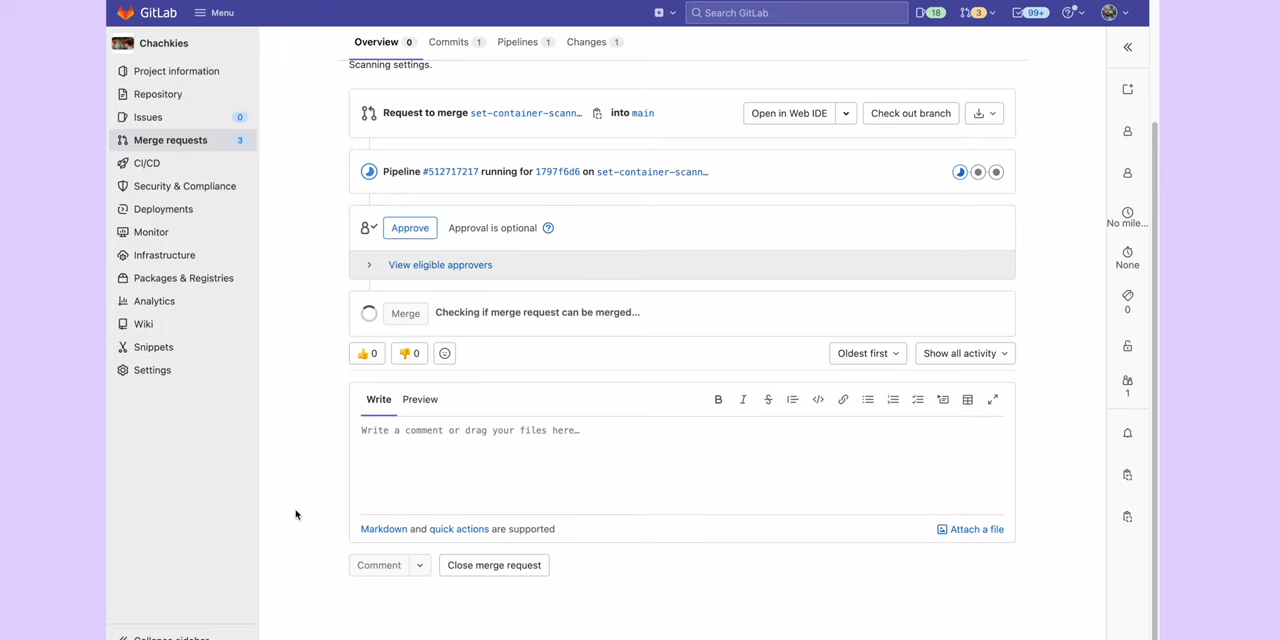 GitLab Menu Search GitLab 18 3 99+
Chachkies
Project information
Repository
Issues 0
Merge requests 3
CI/CD
Security & Compliance
Deployments
Monitor
Infrastructure
Packages & Registries
Analytics
Wiki
Snippets
Settings
Overview 0 Commits 1 Pipelines 1 Changes 1
Scanning settings.
Request to merge set-container-scann… into main Open in Web IDE Check out branch
Pipeline #512717217 running for 1797f6d6 on set-container-scann…
Approve Approval is optional
View eligible approvers
Merge Checking if merge request can be merged...
👍 0 👎 0 Oldest first Show all activity
Write Preview
Write a comment or drag your files here…
Markdown and quick actions are supported Attach a file
Comment Close merge request
No mile...
None
0
1